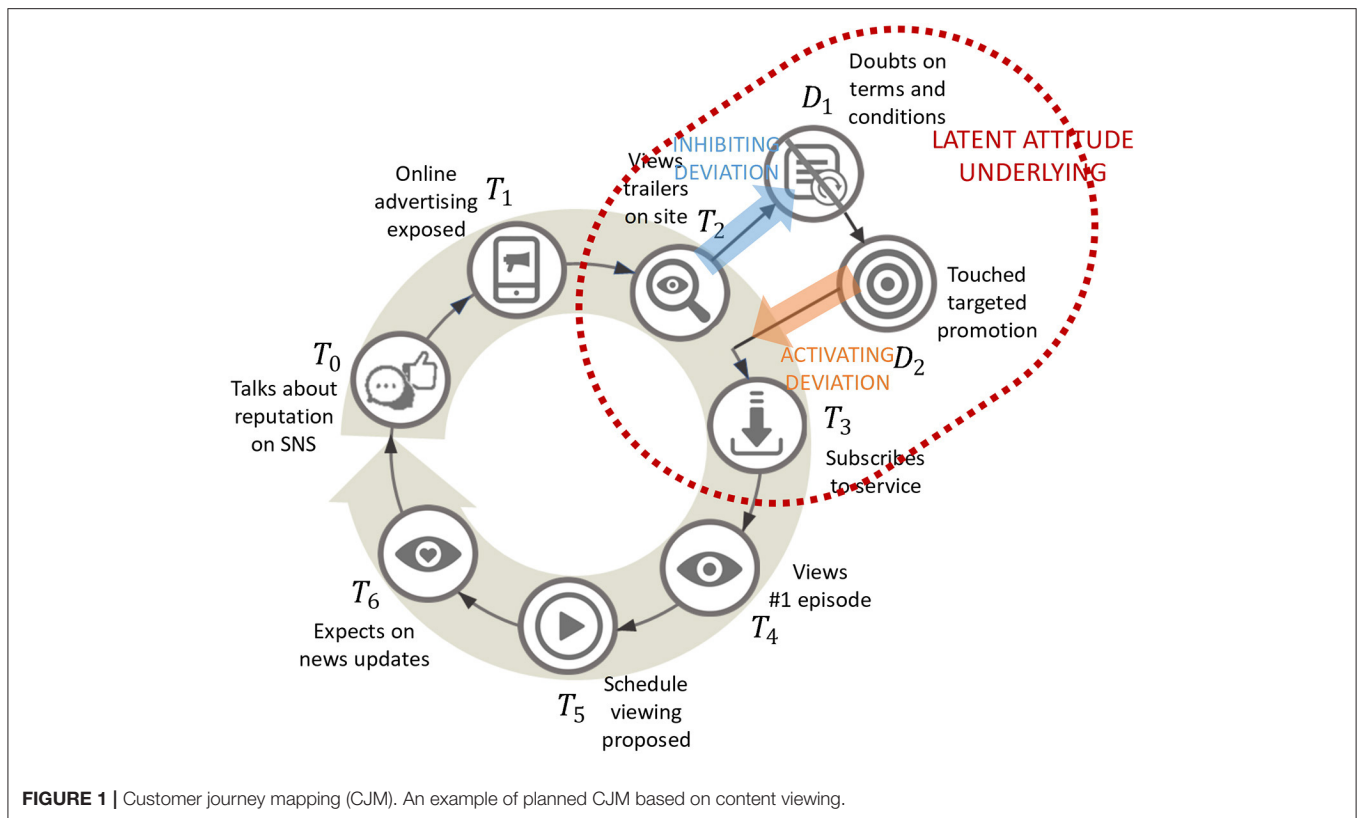 Doubts on
terms and
conditions
D₁
LATENT ATTITUDE
UNDERLYING
INHIBITING
DEVIATION
Views
trailers
on site
T₂
Online
advertising
exposed
T₁
Touched
targeted
promotion
D₂
ACTIVATING
DEVIATION
T₀
Talks about
reputation
on SNS
T₃
Subscribes
to service
Views
#1 episode
T₄
T₅
Schedule
viewing
proposed
T₆
Expects on
news updates
FIGURE 1 | Customer journey mapping (CJM). An example of planned CJM based on content viewing.